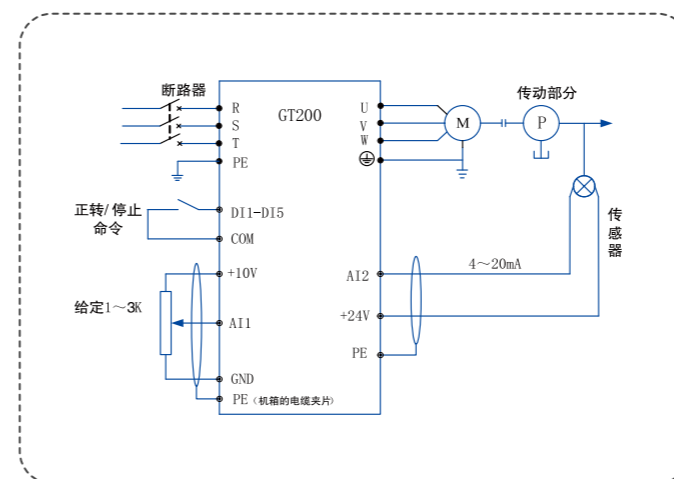 断路器
R
S
T
PE
GT200
U
V
W
M
P
传动部分
正转/停止
命令
DI1-DI5
COM
+10V
给定1~3K
AI1
GND
PE (机箱的电缆夹片)
AI2
4~20mA
+24V
PE
传感器